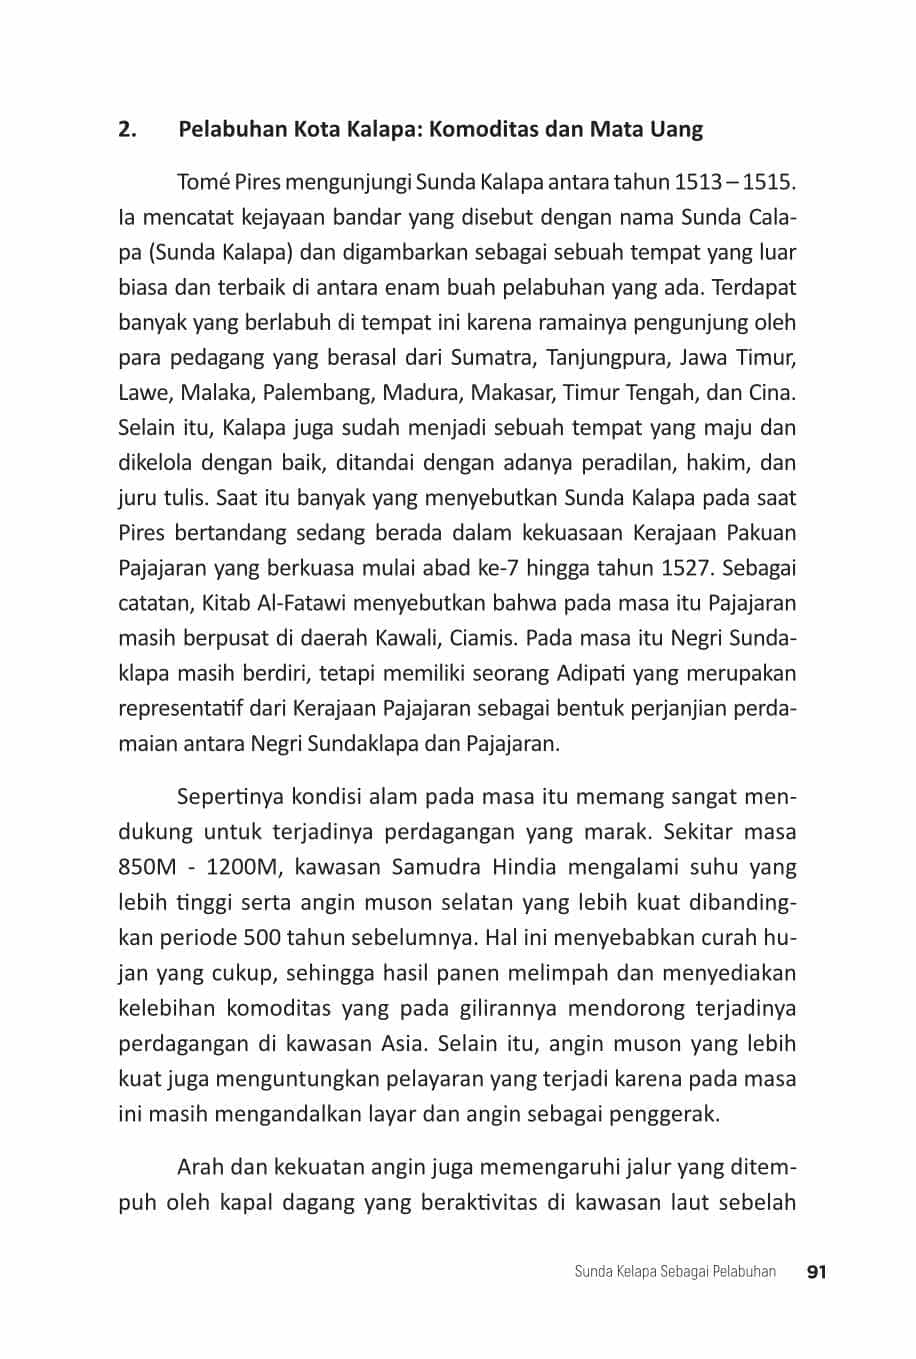 2. Pelabuhan Kota Kalapa: Komoditas dan Mata Uang
Tomé Pires mengunjungi Sunda Kalapa antara tahun 1513 – 1515.
Ia mencatat kejayaan bandar yang disebut dengan nama Sunda Cala-
pa (Sunda Kalapa) dan digambarkan sebagai sebuah tempat yang luar
biasa dan terbaik di antara enam buah pelabuhan yang ada. Terdapat
banyak yang berlabuh di tempat ini karena ramainya pengunjung oleh
para pedagang yang berasal dari Sumatra, Tanjungpura, Jawa Timur,
Lawe, Malaka, Palembang, Madura, Makasar, Timur Tengah, dan Cina.
Selain itu, Kalapa juga sudah menjadi sebuah tempat yang maju dan
dikelola dengan baik, ditandai dengan adanya peradilan, hakim, dan
juru tulis. Saat itu banyak yang menyebutkan Sunda Kalapa pada saat
Pires bertandang sedang berada dalam kekuasaan Kerajaan Pakuan
Pajajaran yang berkuasa mulai abad ke-7 hingga tahun 1527. Sebagai
catatan, Kitab Al-Fatawi menyebutkan bahwa pada masa itu Pajajaran
masih berpusat di daerah Kawali, Ciamis. Pada masa itu Negri Sunda-
klapa masih berdiri, tetapi memiliki seorang Adipati yang merupakan
representatif dari Kerajaan Pajajaran sebagai bentuk perjanjian perda-
maian antara Negri Sundaklapa dan Pajajaran.
Sepertinya kondisi alam pada masa itu memang sangat men-
dukung untuk terjadinya perdagangan yang marak. Sekitar masa
850M - 1200M, kawasan Samudra Hindia mengalami suhu yang
lebih tinggi serta angin muson selatan yang lebih kuat dibanding-
kan periode 500 tahun sebelumnya. Hal ini menyebabkan curah hu-
jan yang cukup, sehingga hasil panen melimpah dan menyediakan
kelebihan komoditas yang pada gilirannya mendorong terjadinya
perdagangan di kawasan Asia. Selain itu, angin muson yang lebih
kuat juga menguntungkan pelayaran yang terjadi karena pada masa
ini masih mengandalkan layar dan angin sebagai penggerak.
Arah dan kekuatan angin juga memengaruhi jalur yang ditem-
puh oleh kapal dagang yang beraktivitas di kawasan laut sebelah
Sunda Kelapa Sebagai Pelabuhan 91